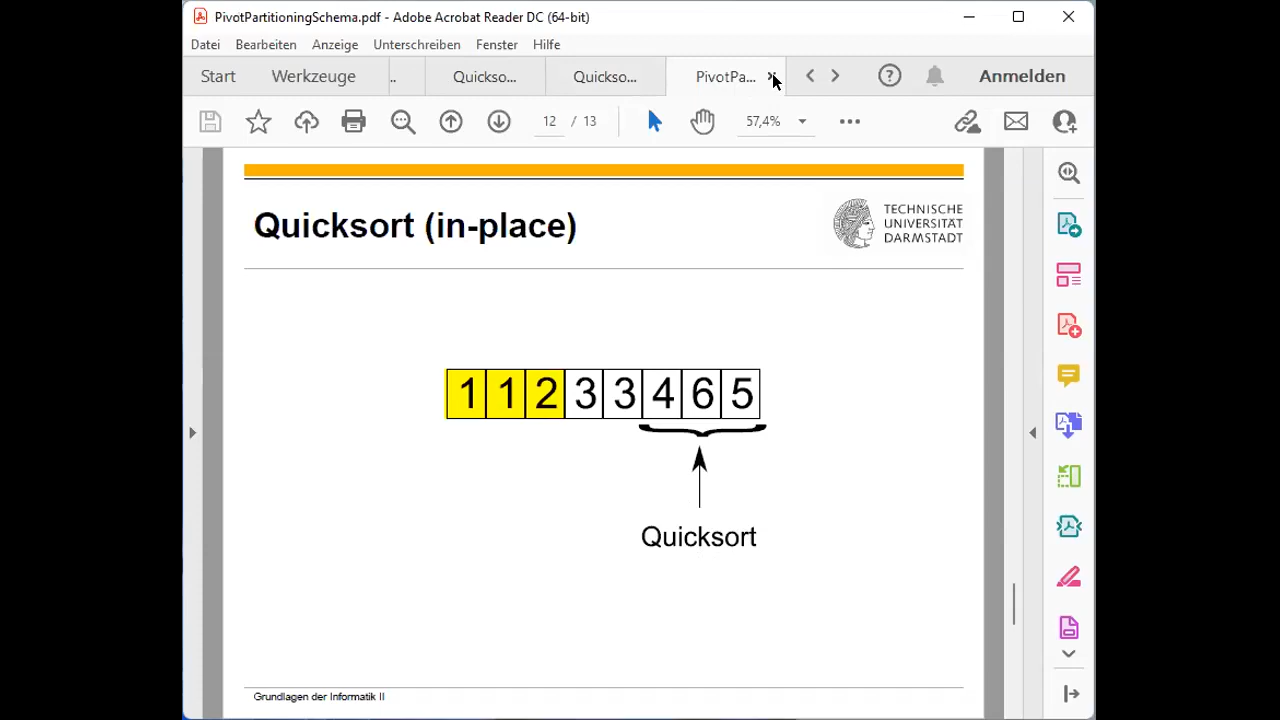 PivotPartitioningSchema.pdf - Adobe Acrobat Reader DC (64-bit)
Datei Bearbeiten Anzeige Unterschreiben Fenster Hilfe
Start Werkzeuge .. Quickso... Quickso... PivotPa... Anmelden
12 / 13 57,4%
Quicksort (in-place)
TECHNISCHE
UNIVERSITÄT
DARMSTADT
1 1 2 3 3 4 6 5
Quicksort
Grundlagen der Informatik II